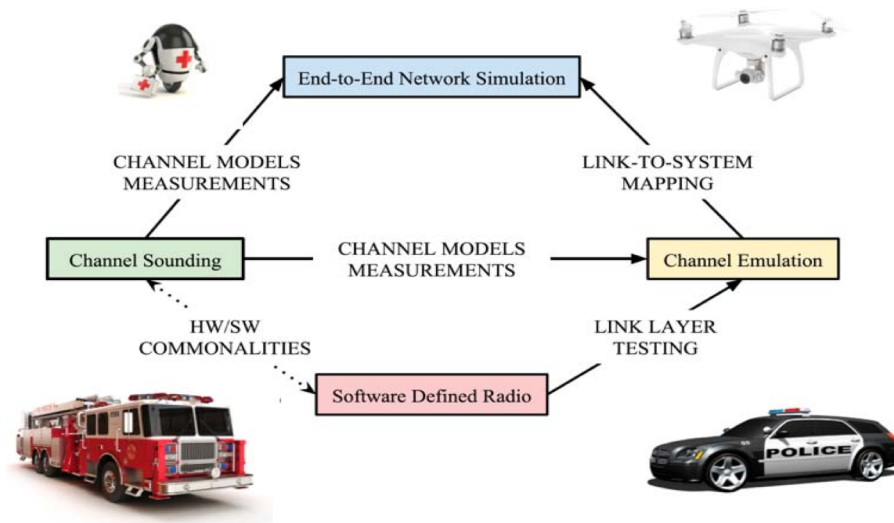 End-to-End Network Simulation
CHANNEL MODELS
MEASUREMENTS
LINK-TO-SYSTEM
MAPPING
Channel Sounding
CHANNEL MODELS
MEASUREMENTS
Channel Emulation
HW/SW
COMMONALITIES
LINK LAYER
TESTING
Software Defined Radio
POLICE